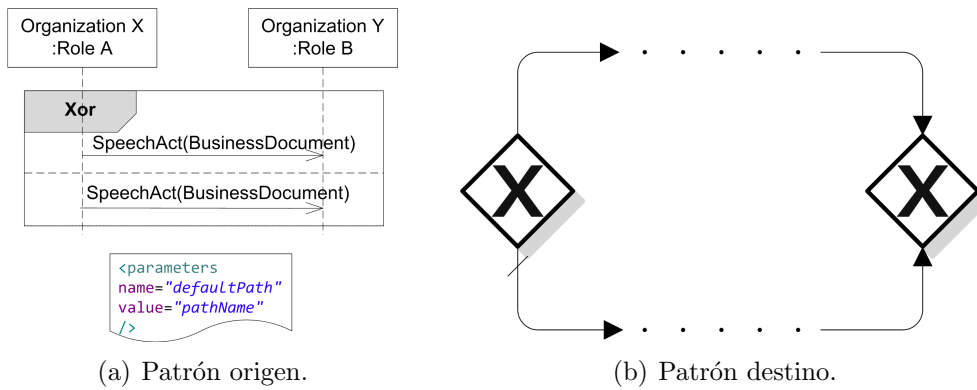 Organization X
:Role A
Organization Y
:Role B
Xor
SpeechAct(BusinessDocument)
SpeechAct(BusinessDocument)
<parameters
name="defaultPath"
value="pathName"
/>
(a) Patrón origen.
X
X
(b) Patrón destino.